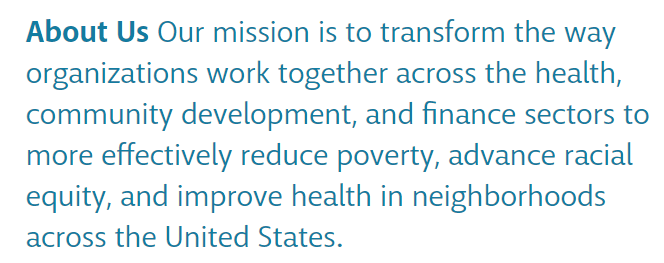 About Us Our mission is to transform the way
organizations work together across the health,
community development, and finance sectors to
more effectively reduce poverty, advance racial
equity, and improve health in neighborhoods
across the United States.